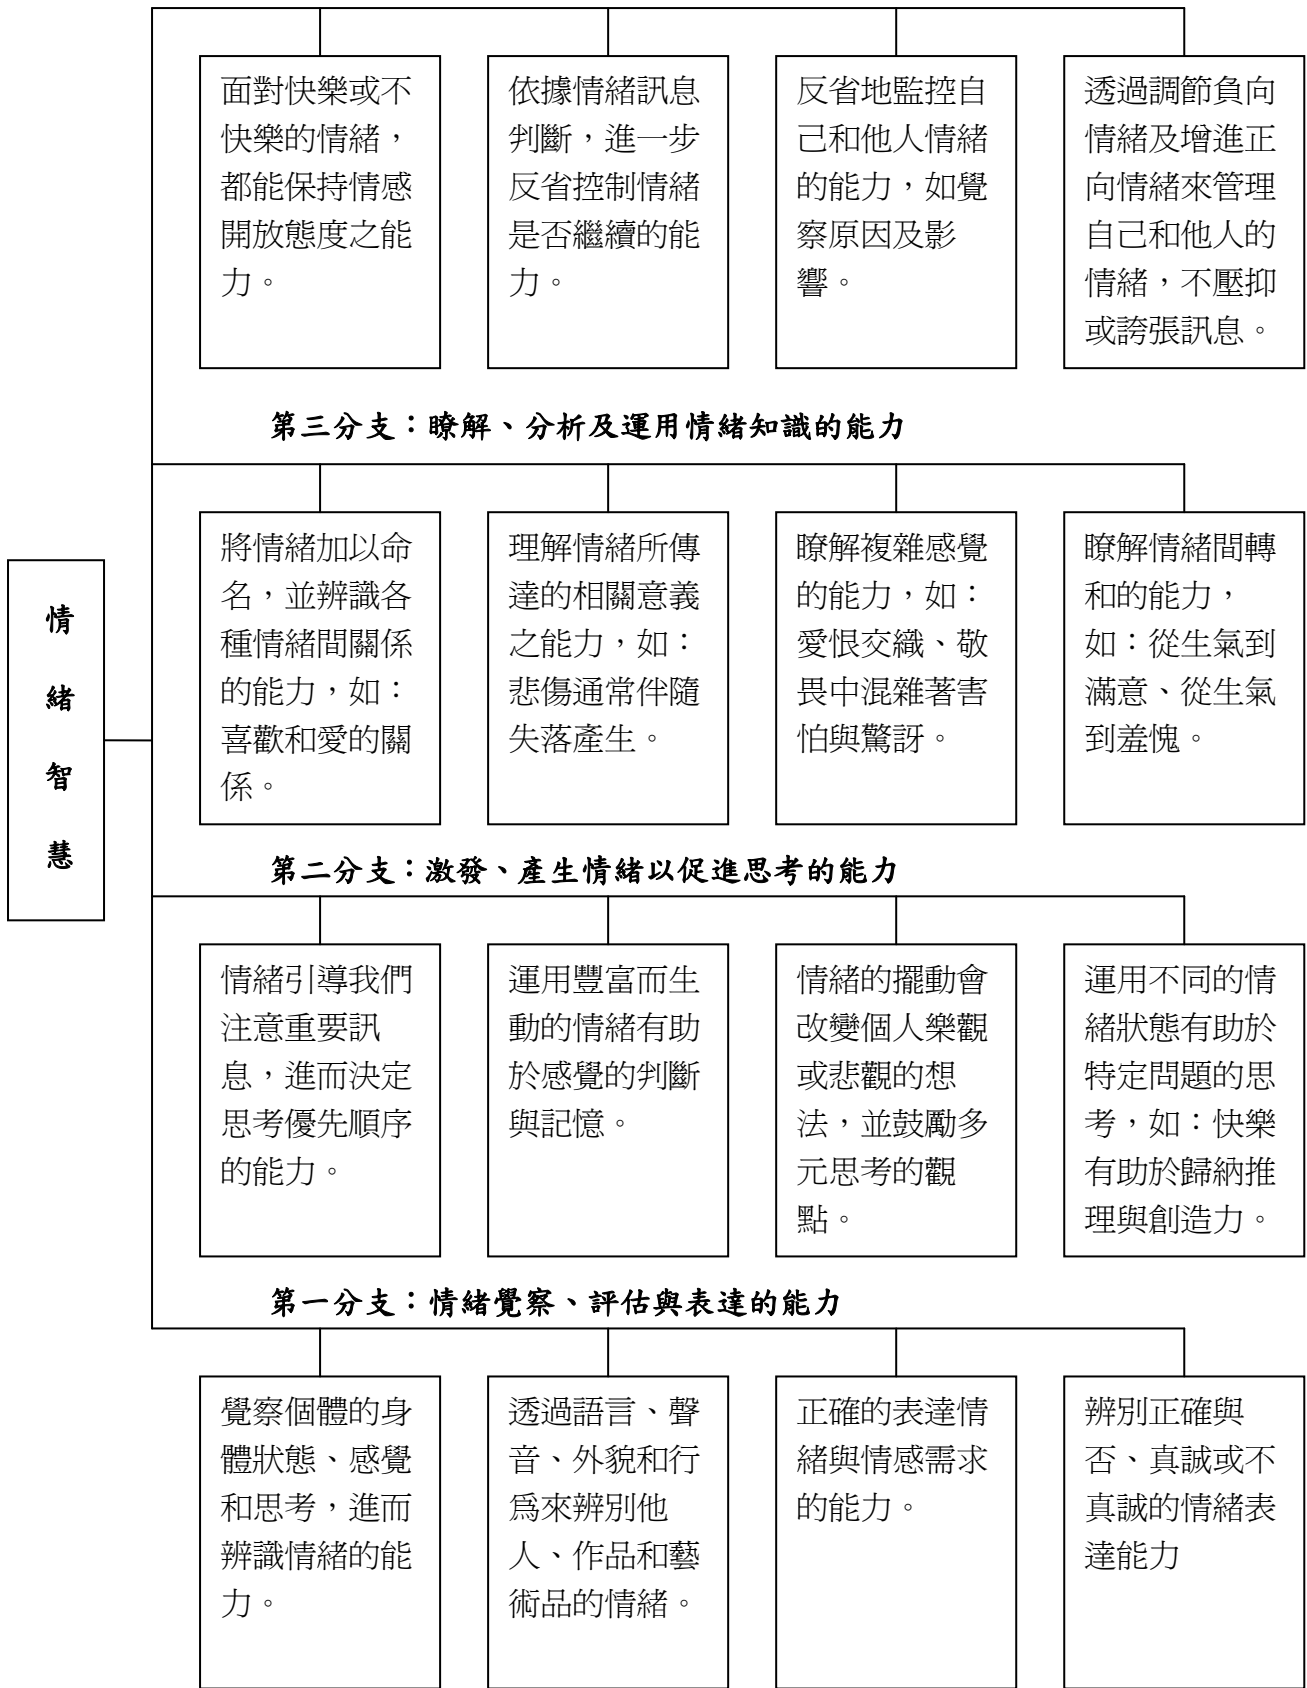 面對快樂或不
快樂的情緒，
都能保持情感
開放態度之能
力。
依據情緒訊息
判斷，進一步
反省控制情緒
是否繼續的能
力。
反省地監控自
己和他人情緒
的能力，如覺
察原因及影
響。
透過調節負向
情緒及增進正
向情緒來管理
自己和他人的
情緒，不壓抑
或誇張訊息。
第三分支：瞭解、分析及運用情緒知識的能力
將情緒加以命
名，並辨識各
種情緒間關係
的能力，如：
喜歡和愛的關
係。
理解情緒所傳
達的相關意義
之能力，如：
悲傷通常伴隨
失落產生。
瞭解複雜感覺
的能力，如：
愛恨交織、敬
畏中混雜著害
怕與驚訝。
瞭解情緒間轉
和的能力，
如：從生氣到
滿意、從生氣
到羞愧。
情
緒
智
慧
第二分支：激發、產生情緒以促進思考的能力
情緒引導我們
注意重要訊
息，進而決定
思考優先順序
的能力。
運用豐富而生
動的情緒有助
於感覺的判斷
與記憶。
情緒的擺動會
改變個人樂觀
或悲觀的想
法，並鼓勵多
元思考的觀
點。
運用不同的情
緒狀態有助於
特定問題的思
考，如：快樂
有助於歸納推
理與創造力。
第一分支：情緒覺察、評估與表達的能力
覺察個體的身
體狀態、感覺
和思考，進而
辨識情緒的能
力。
透過語言、聲
音、外貌和行
為來辨別他
人、作品和藝
術品的情緒。
正確的表達情
緒與情感需求
的能力。
辨別正確與
否、真誠或不
真誠的情緒表
達能力